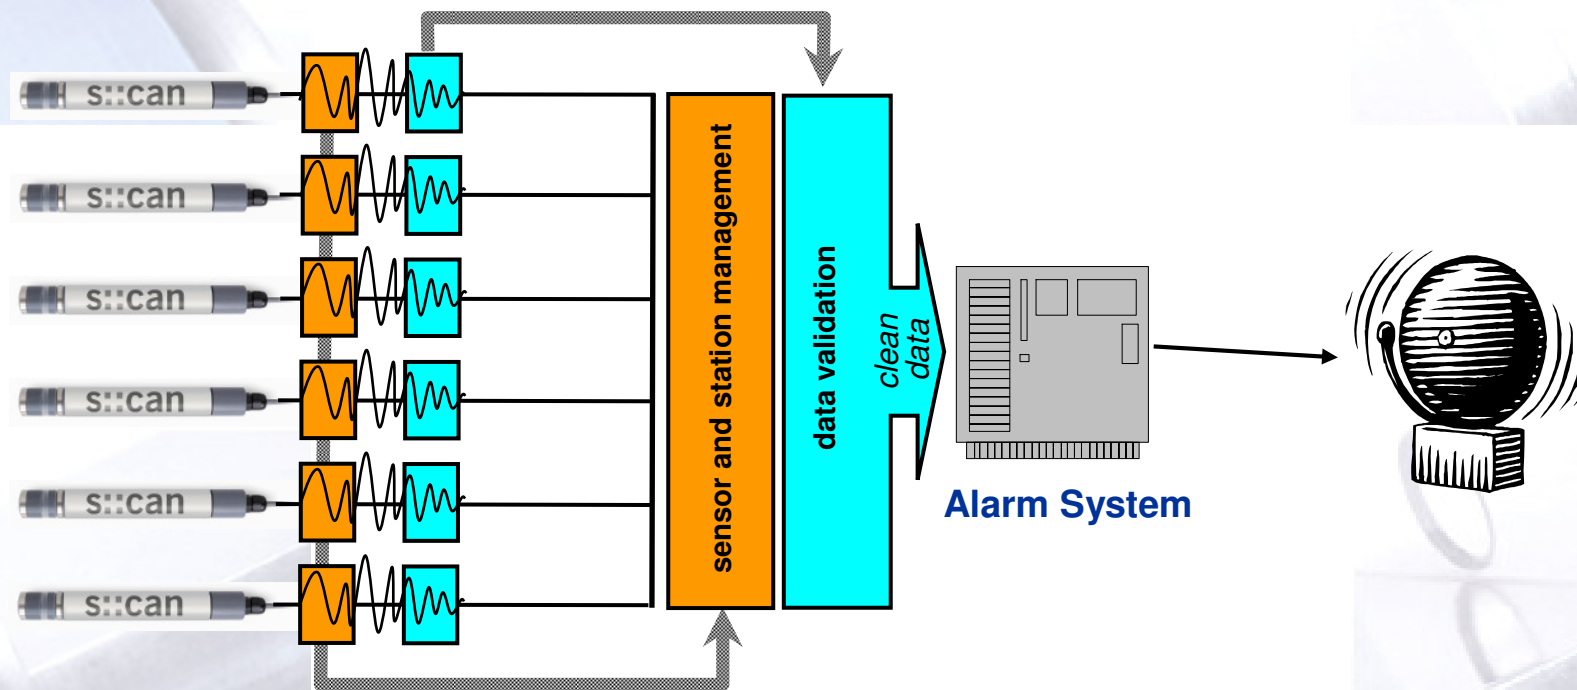 s::can
s::can
s::can
s::can
s::can
s::can
sensor and station management
data validation
clean
data
Alarm System